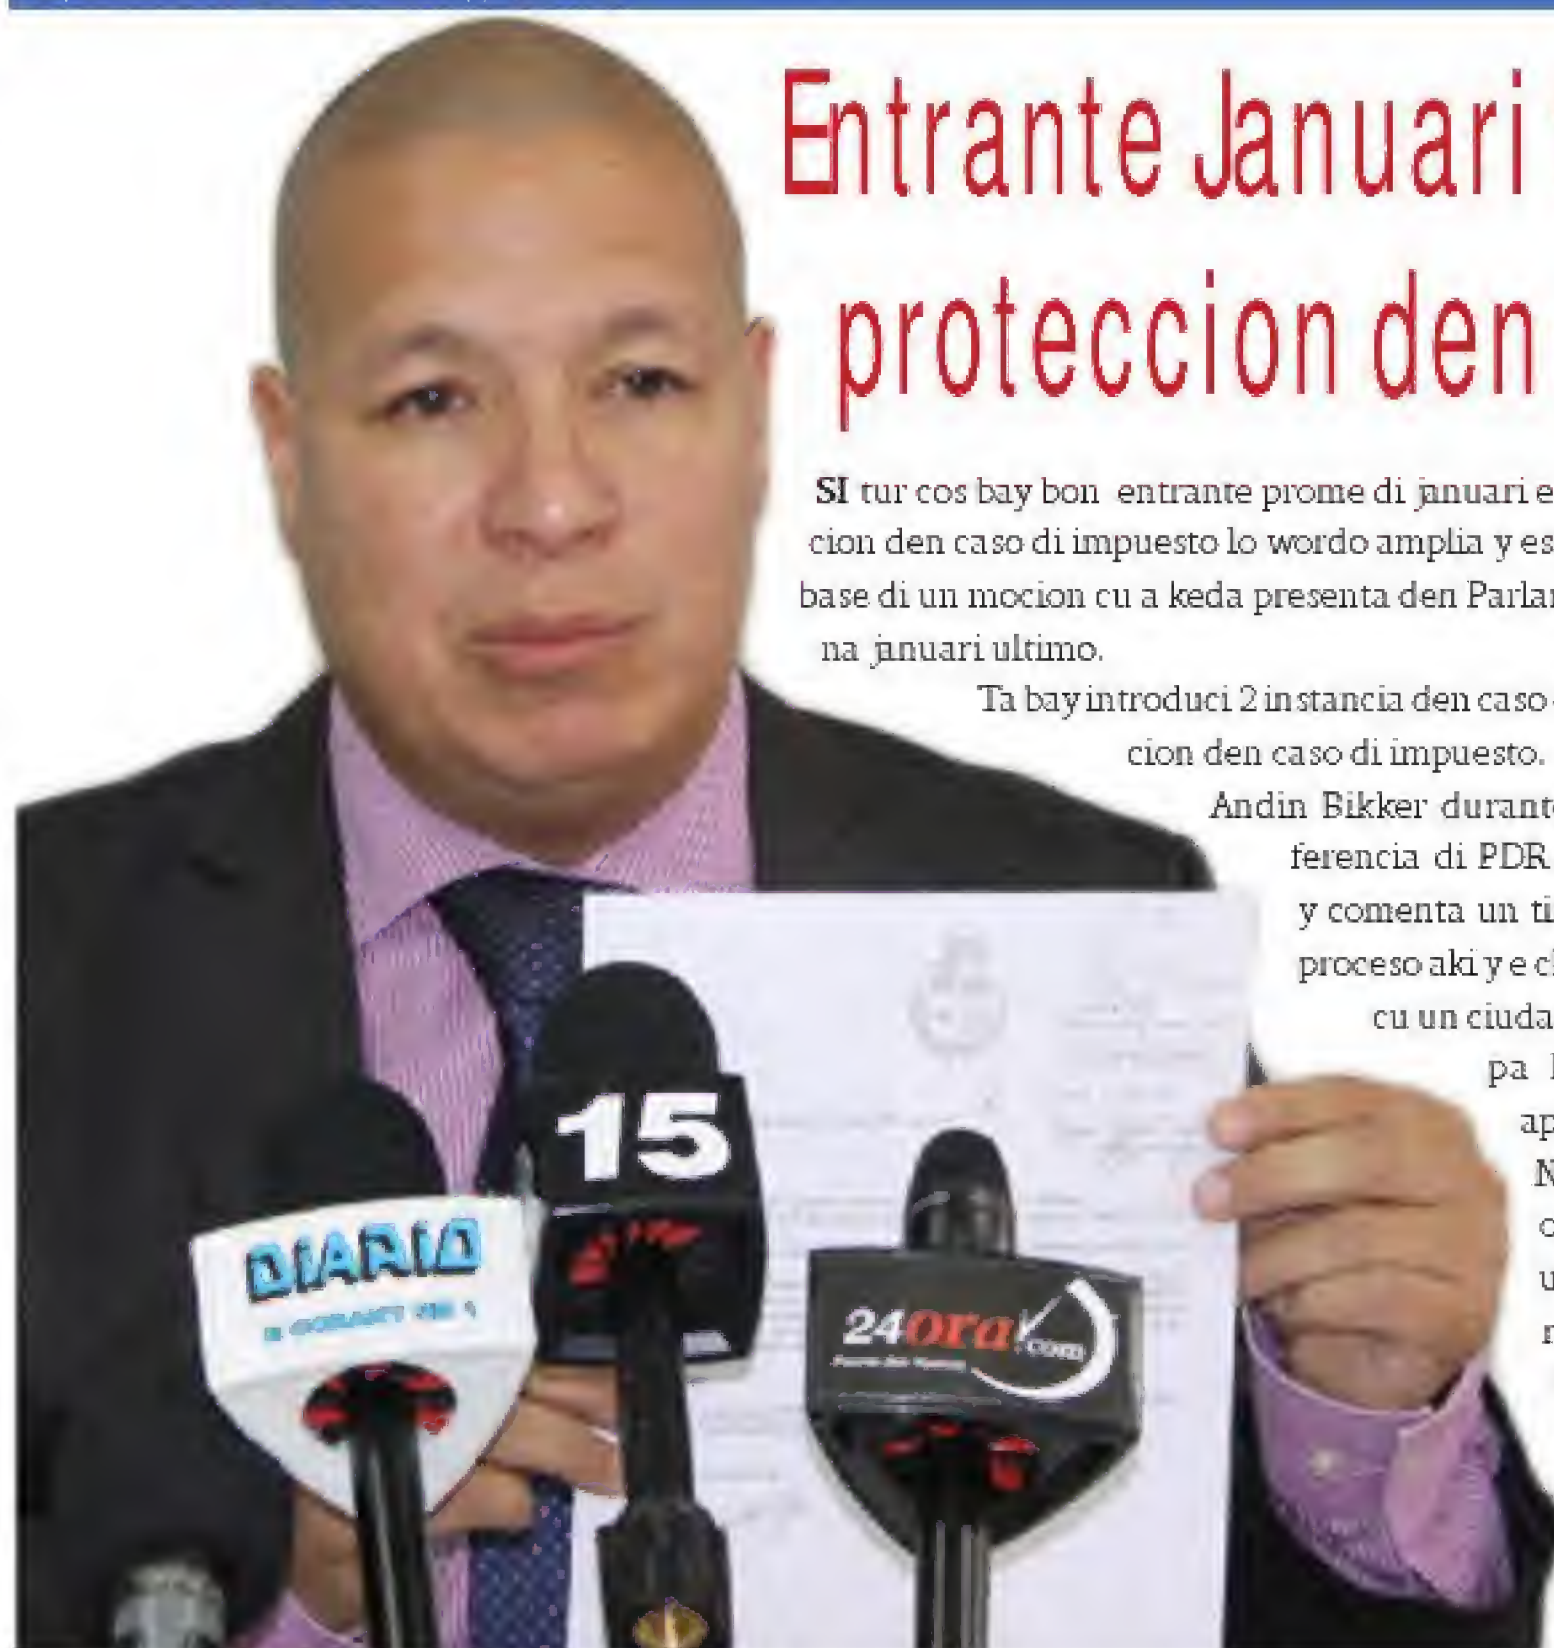 Entrante Januari
proteccion den
SI tur cos bay bon entrante prome di januari e
cion den caso di impuesto lo wordo amplia y es
base di un mocion cu a keda presenta den Parlam
na januari ultimo.
Ta bay introduci 2 instancia den caso
cion den caso di impuesto.
Andin Bikker durant
ferencia di PDR
y comenta un ti
proceso aki y e c
cu un ciuda
pa
ap
N
o
u
15
DIARIO
24ora.com